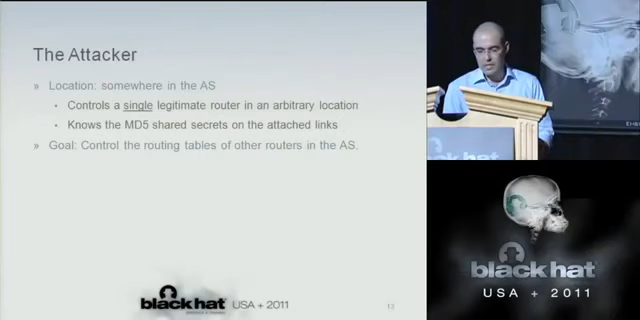 The Attacker
» Location: somewhere in the AS
• Controls a single legitimate router in an arbitrary location
• Knows the MD5 shared secrets on the attached links
» Goal: Control the routing tables of other routers in the AS.
black hat USA + 2011
13
black hat
black hat
USA + 2011